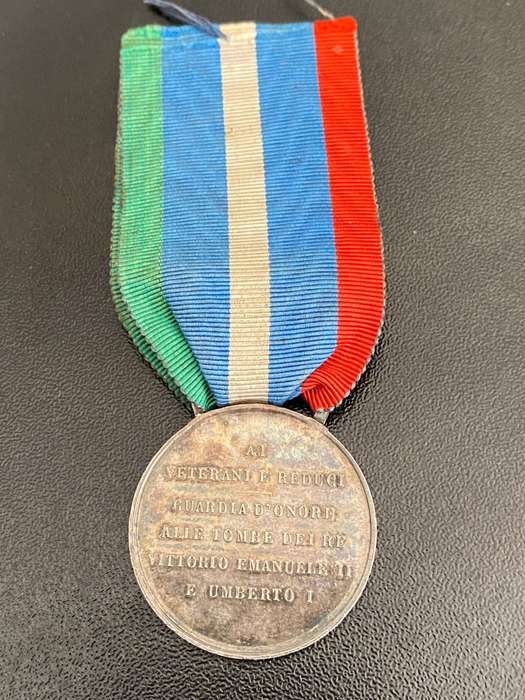 AI
VETERANI E REDUCI
GUARDIA D'ONORE
ALLE TOMBE DEI RE
VITTORIO EMANUELE II
E UMBERTO I